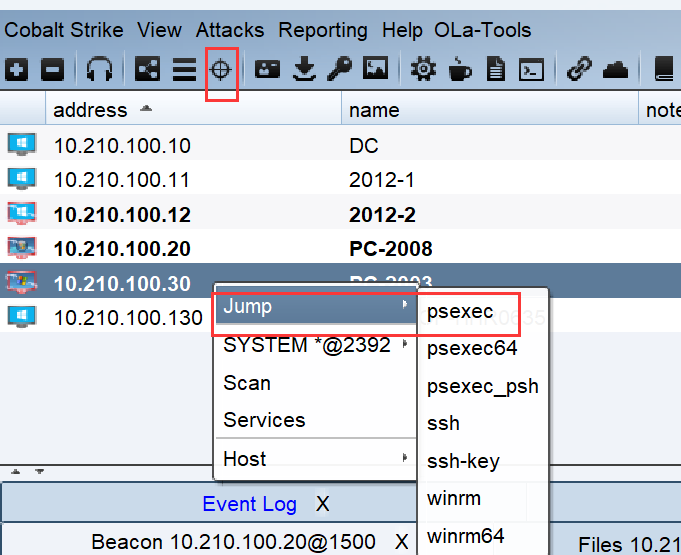 Cobalt Strike View Attacks Reporting Help OLa-Tools
address name note
10.210.100.10 DC
10.210.100.11 2012-1
10.210.100.12 2012-2
10.210.100.20 PC-2008
10.210.100.30 PC-2003
10.210.100.130
Jump
SYSTEM *@2392
Scan
Services
Host
psexec
psexec64
psexec_psh
ssh
ssh-key
winrm
winrm64
Event Log X
Beacon 10.210.100.20@1500 X Files 10.21